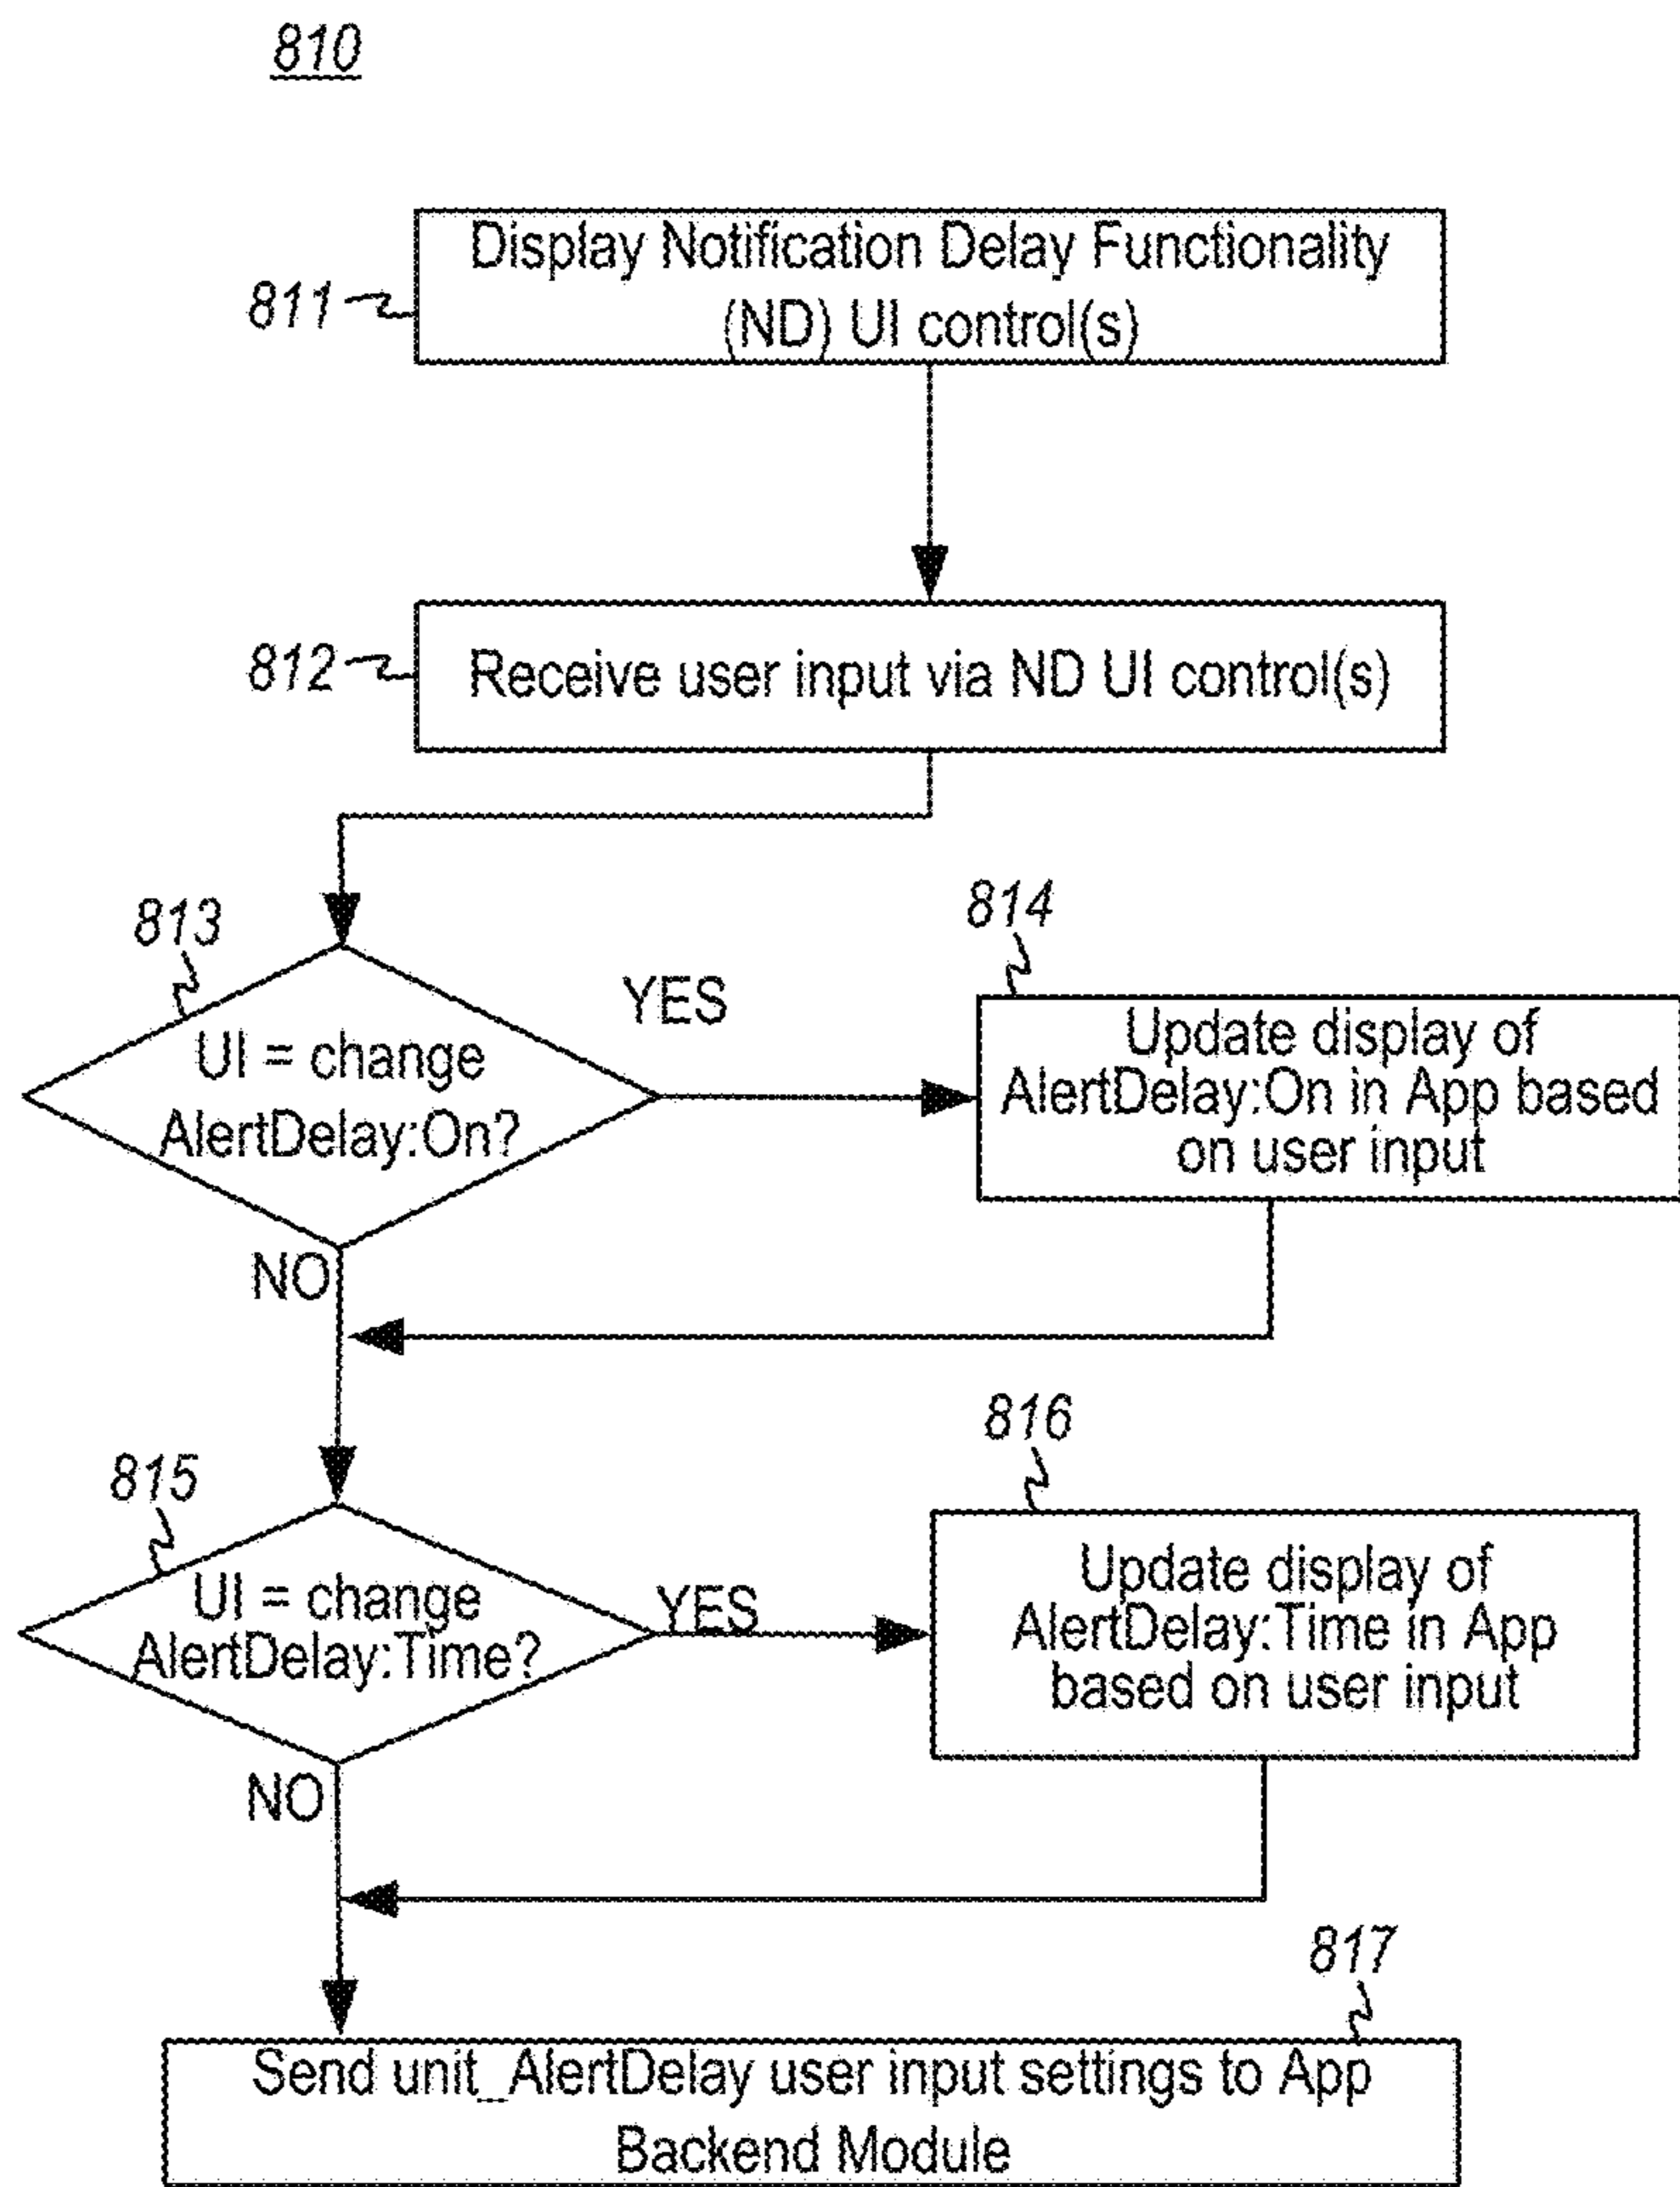 810
Display Notification Delay Functionality
811
(ND) UI control(s)
812
Receive user input via ND UI control(s)
813
UI = change
AlertDelay:On?
YES
NO
814
Update display of
AlertDelay:On in App based
on user input
815
UI = change
AlertDelay:Time?
YES
NO
816
Update display of
AlertDelay:Time in App
based on user input
817
Send unit_AlertDelay user input settings to App
Backend Module